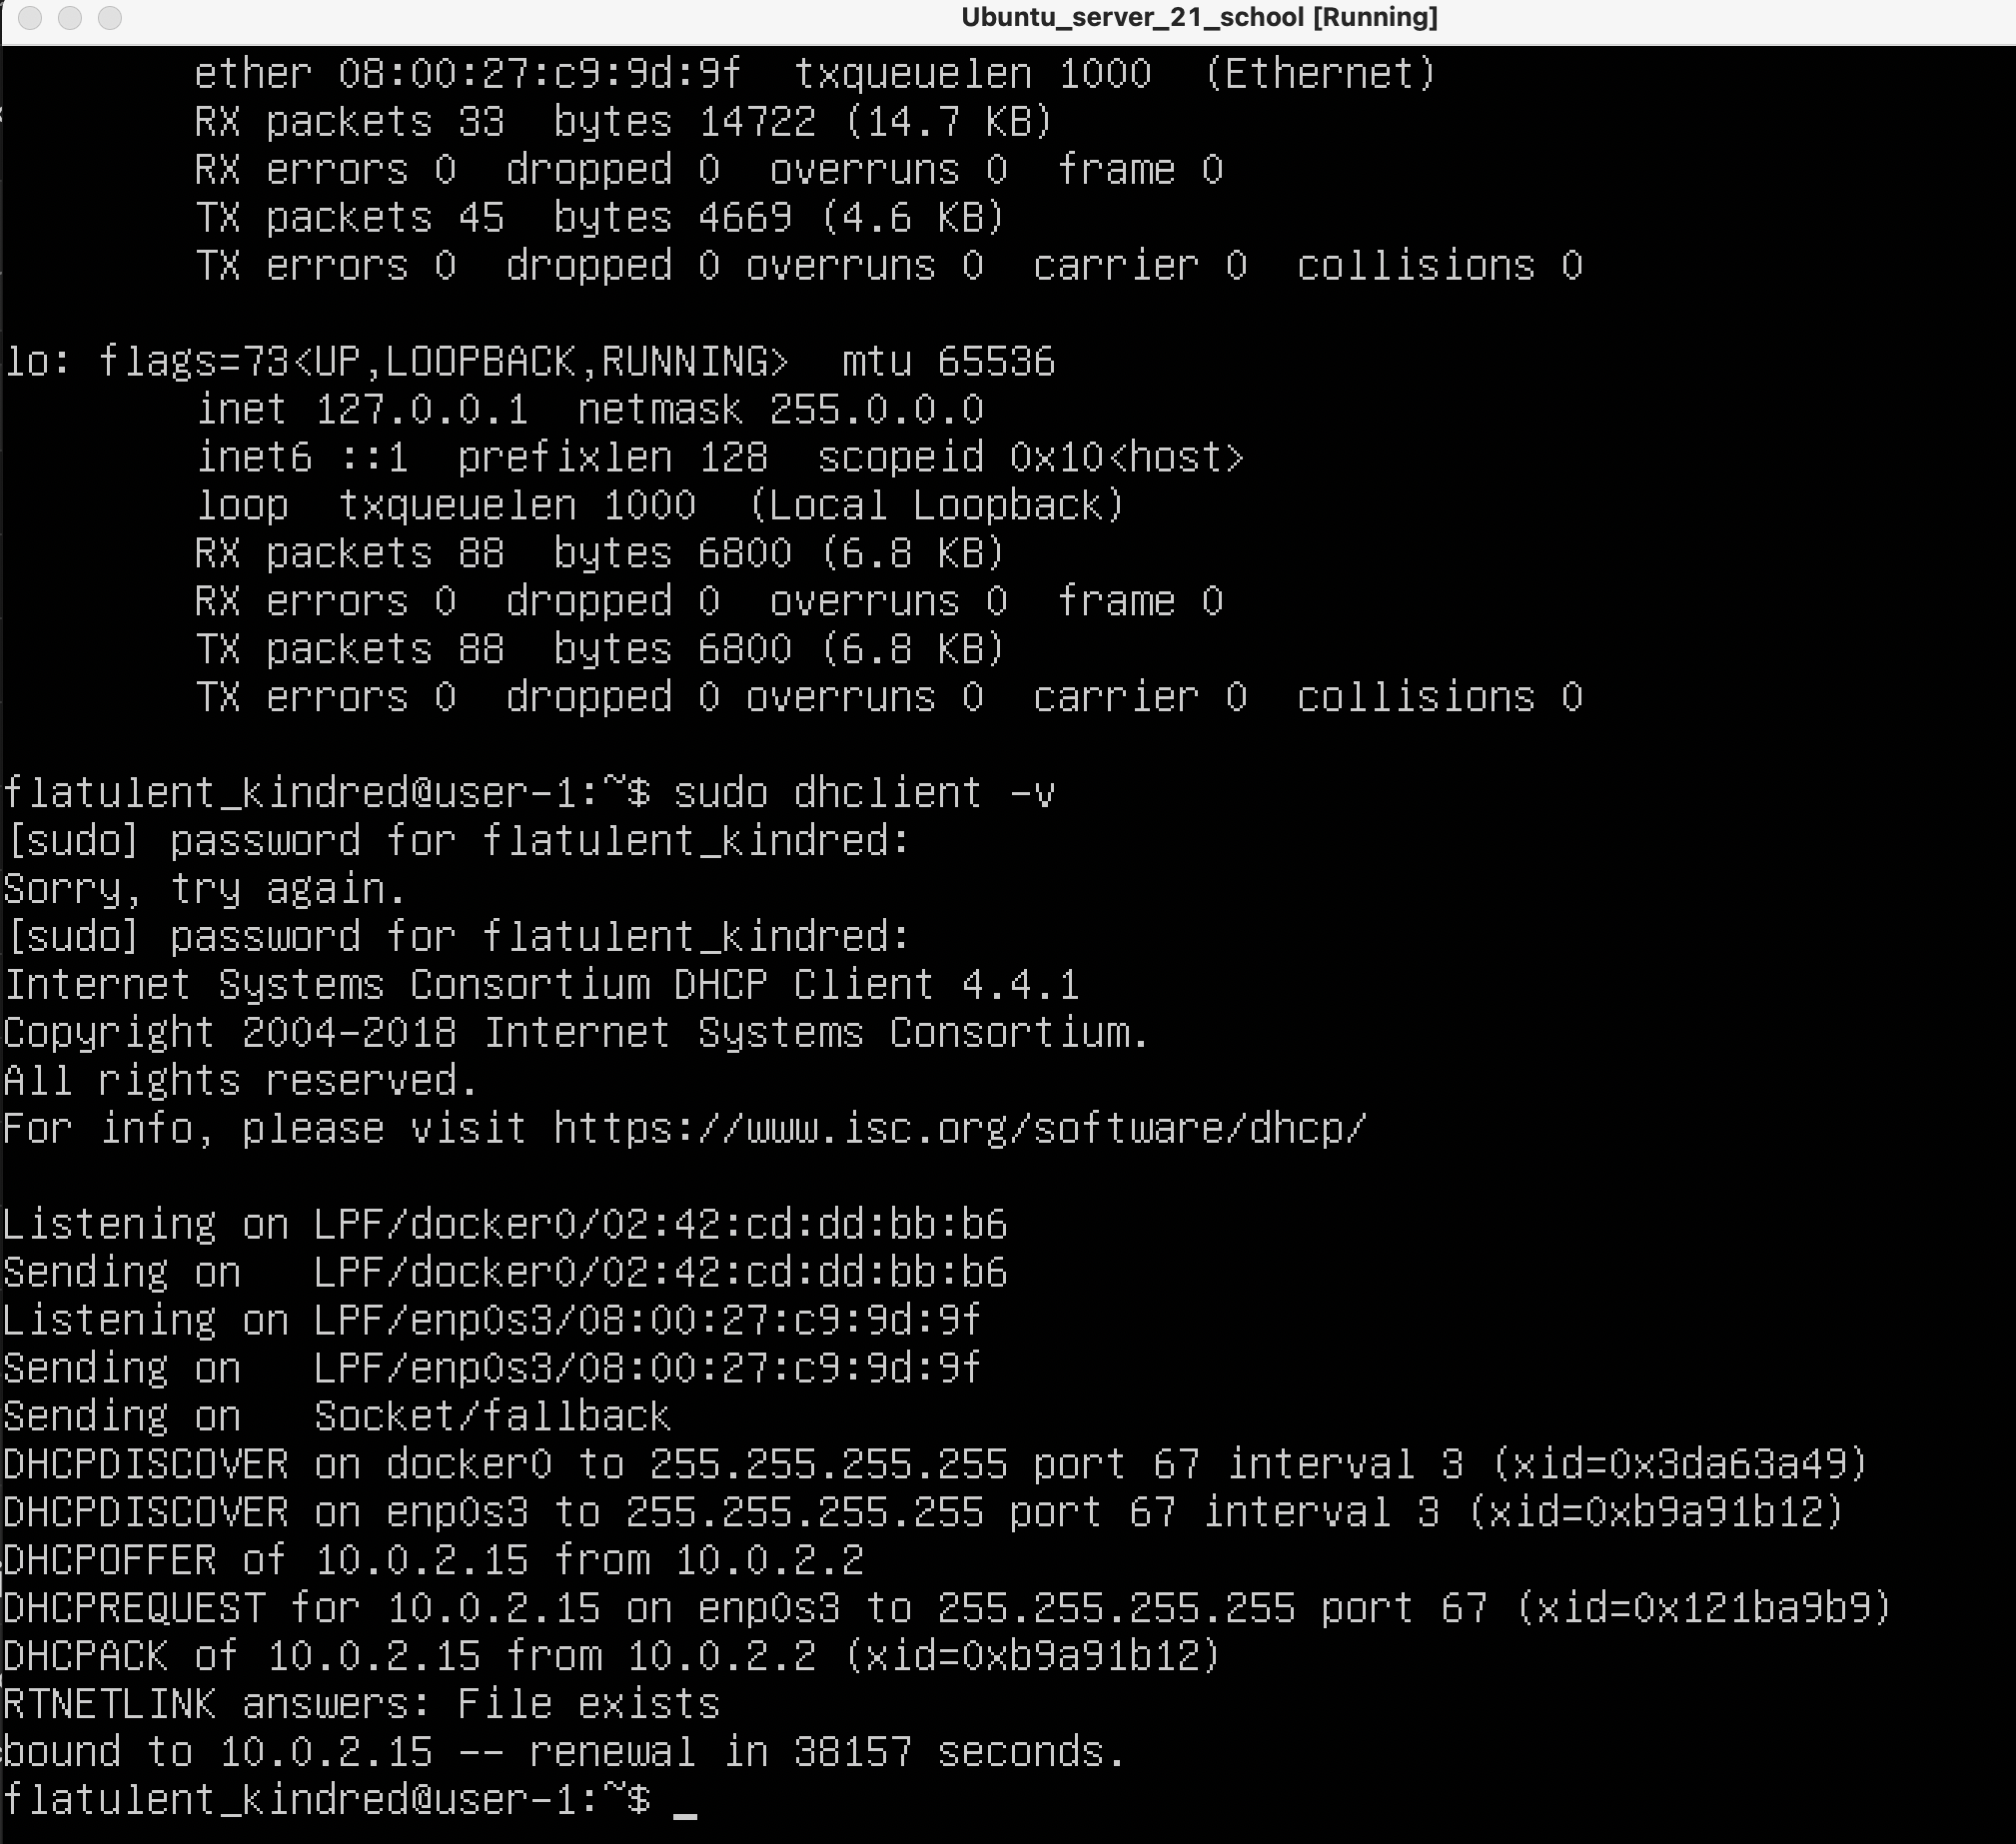 Ubuntu_server_21_school [Running]
ether 08:00:27:c9:9d:9f  txqueuelen 1000  (Ethernet)
RX packets 33  bytes 14722 (14.7 KB)
RX errors 0  dropped 0  overruns 0  frame 0
TX packets 45  bytes 4669 (4.6 KB)
TX errors 0  dropped 0 overruns 0  carrier 0  collisions 0
lo: flags=73<UP,LOOPBACK,RUNNING>  mtu 65536
inet 127.0.0.1  netmask 255.0.0.0
inet6 ::1  prefixlen 128  scopeid 0x10<host>
loop  txqueuelen 1000  (Local Loopback)
RX packets 88  bytes 6800 (6.8 KB)
RX errors 0  dropped 0  overruns 0  frame 0
TX packets 88  bytes 6800 (6.8 KB)
TX errors 0  dropped 0 overruns 0  carrier 0  collisions 0
flatulent_kindred@user-1:~$ sudo dhclient -v
[sudo] password for flatulent_kindred:
Sorry, try again.
[sudo] password for flatulent_kindred:
Internet Systems Consortium DHCP Client 4.4.1
Copyright 2004-2018 Internet Systems Consortium.
All rights reserved.
For info, please visit https://www.isc.org/software/dhcp/
Listening on LPF/docker0/02:42:cd:dd:bb:b6
Sending on   LPF/docker0/02:42:cd:dd:bb:b6
Listening on LPF/enp0s3/08:00:27:c9:9d:9f
Sending on   LPF/enp0s3/08:00:27:c9:9d:9f
Sending on   Socket/fallback
DHCPDISCOVER on docker0 to 255.255.255.255 port 67 interval 3 (xid=0x3da63a49)
DHCPDISCOVER on enp0s3 to 255.255.255.255 port 67 interval 3 (xid=0xb9a91b12)
DHCPOFFER of 10.0.2.15 from 10.0.2.2
DHCPREQUEST for 10.0.2.15 on enp0s3 to 255.255.255.255 port 67 (xid=0x121ba9b9)
DHCPACK of 10.0.2.15 from 10.0.2.2 (xid=0xb9a91b12)
RTNETLINK answers: File exists
bound to 10.0.2.15 -- renewal in 38157 seconds.
flatulent_kindred@user-1:~$ _